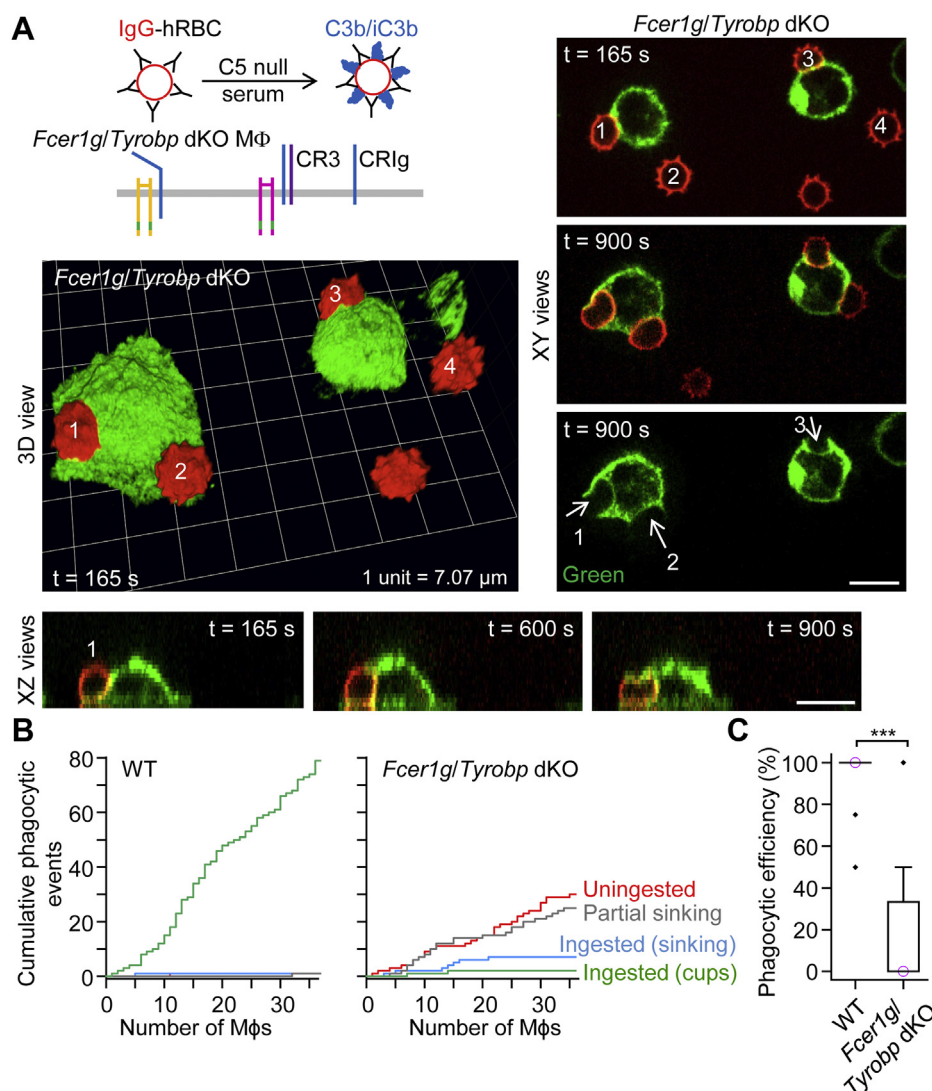 A
IgG-hRBC
C3b/iC3b
C5 null
serum
Fcer1g/Tyrobp dKO MΦ
CR3
CRIg
Fcer1g/Tyrobp dKO
3D view
1
2
3
4
t = 165 s
1 unit = 7.07 µm
Fcer1g/Tyrobp dKO
XY views
t = 165 s
1
2
3
4
t = 900 s
t = 900 s
3
1
2
Green
XZ views
1
t = 165 s
t = 600 s
t = 900 s
B
Cumulative phagocytic
events
80
60
40
20
0
WT
0 10 20 30
Number of Mϕs
Fcer1g/Tyrobp dKO
Uningested
Partial sinking
Ingested (sinking)
Ingested (cups)
0 10 20 30
Number of Mϕs
C
Phagocytic efficiency (%)
***
100
80
60
40
20
0
WT
Fcer1g/
Tyrobp dKO